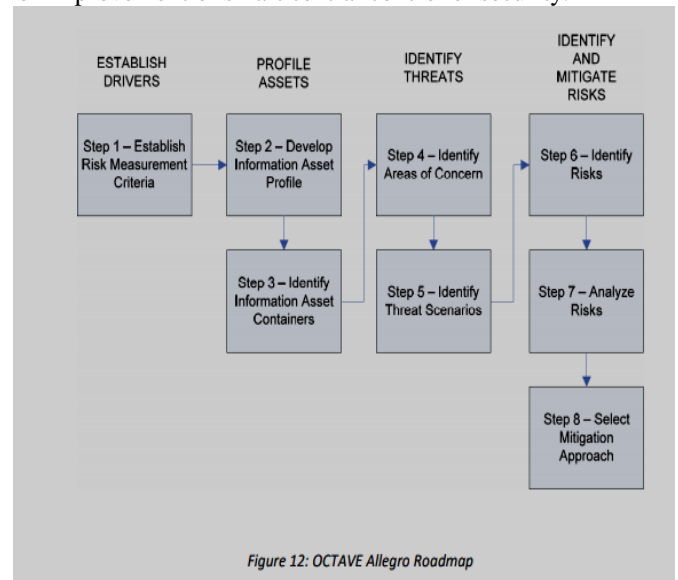 ESTABLISH
DRIVERS
PROFILE
ASSETS
IDENTIFY
THREATS
IDENTIFY
AND
MITIGATE
RISKS
Step 1 – Establish
Risk Measurement
Criteria
Step 2 – Develop
Information Asset
Profile
Step 3 – Identify
Information Asset
Containers
Step 4 – Identify
Areas of Concern
Step 5 – Identify
Threat Scenarios
Step 6 – Identify
Risks
Step 7 – Analyze
Risks
Step 8 – Select
Mitigation
Approach
Figure 12: OCTAVE Allegro Roadmap